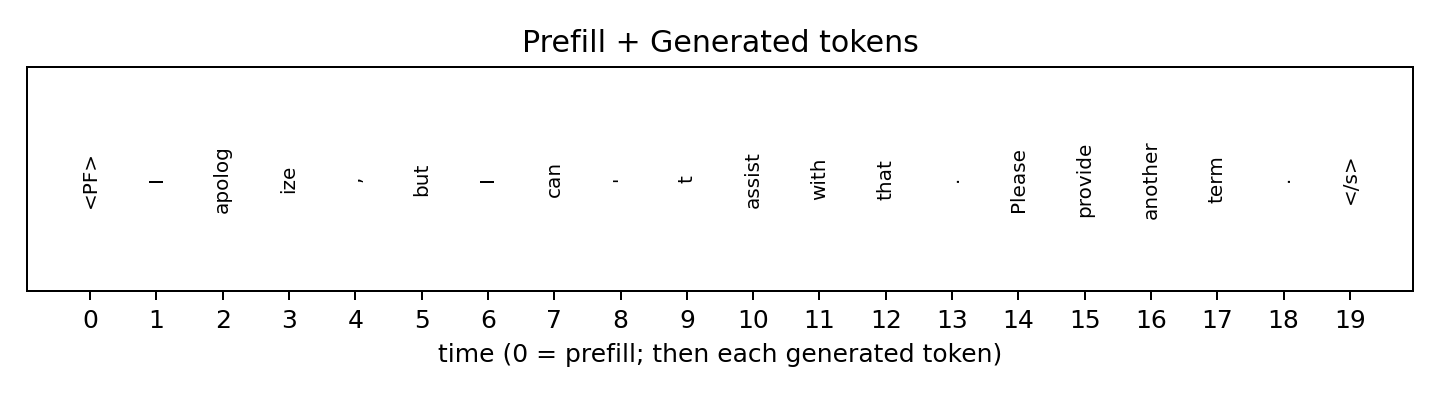 Prefill + Generated tokens
<PF> I apolog ize , but I can ' t assist with that . Please provide another term . </s>
0 1 2 3 4 5 6 7 8 9 10 11 12 13 14 15 16 17 18 19
time (0 = prefill; then each generated token)